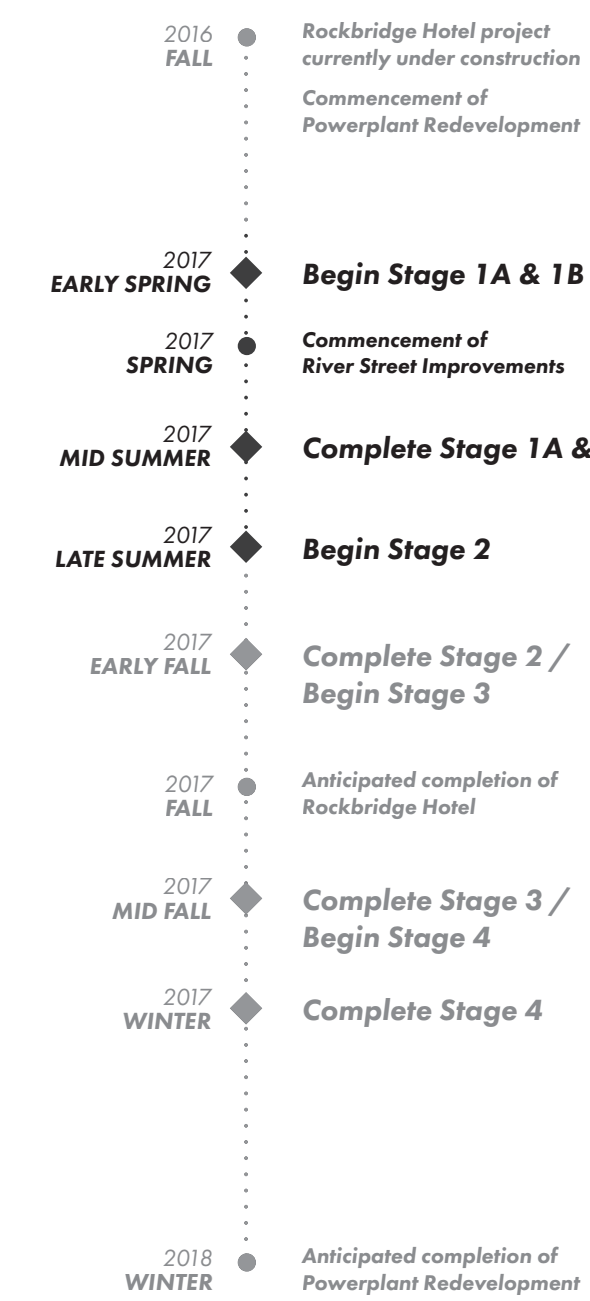 2016
FALL
Rockbridge Hotel project
currently under construction
Commencement of
Powerplant Redevelopment
2017
EARLY SPRING
Begin Stage 1A & 1B
2017
SPRING
Commencement of
River Street Improvements
2017
MID SUMMER
Complete Stage 1A &
2017
LATE SUMMER
Begin Stage 2
2017
EARLY FALL
Complete Stage 2 /
Begin Stage 3
2017
FALL
Anticipated completion of
Rockbridge Hotel
2017
MID FALL
Complete Stage 3 /
Begin Stage 4
2017
WINTER
Complete Stage 4
2018
WINTER
Anticipated completion of
Powerplant Redevelopment